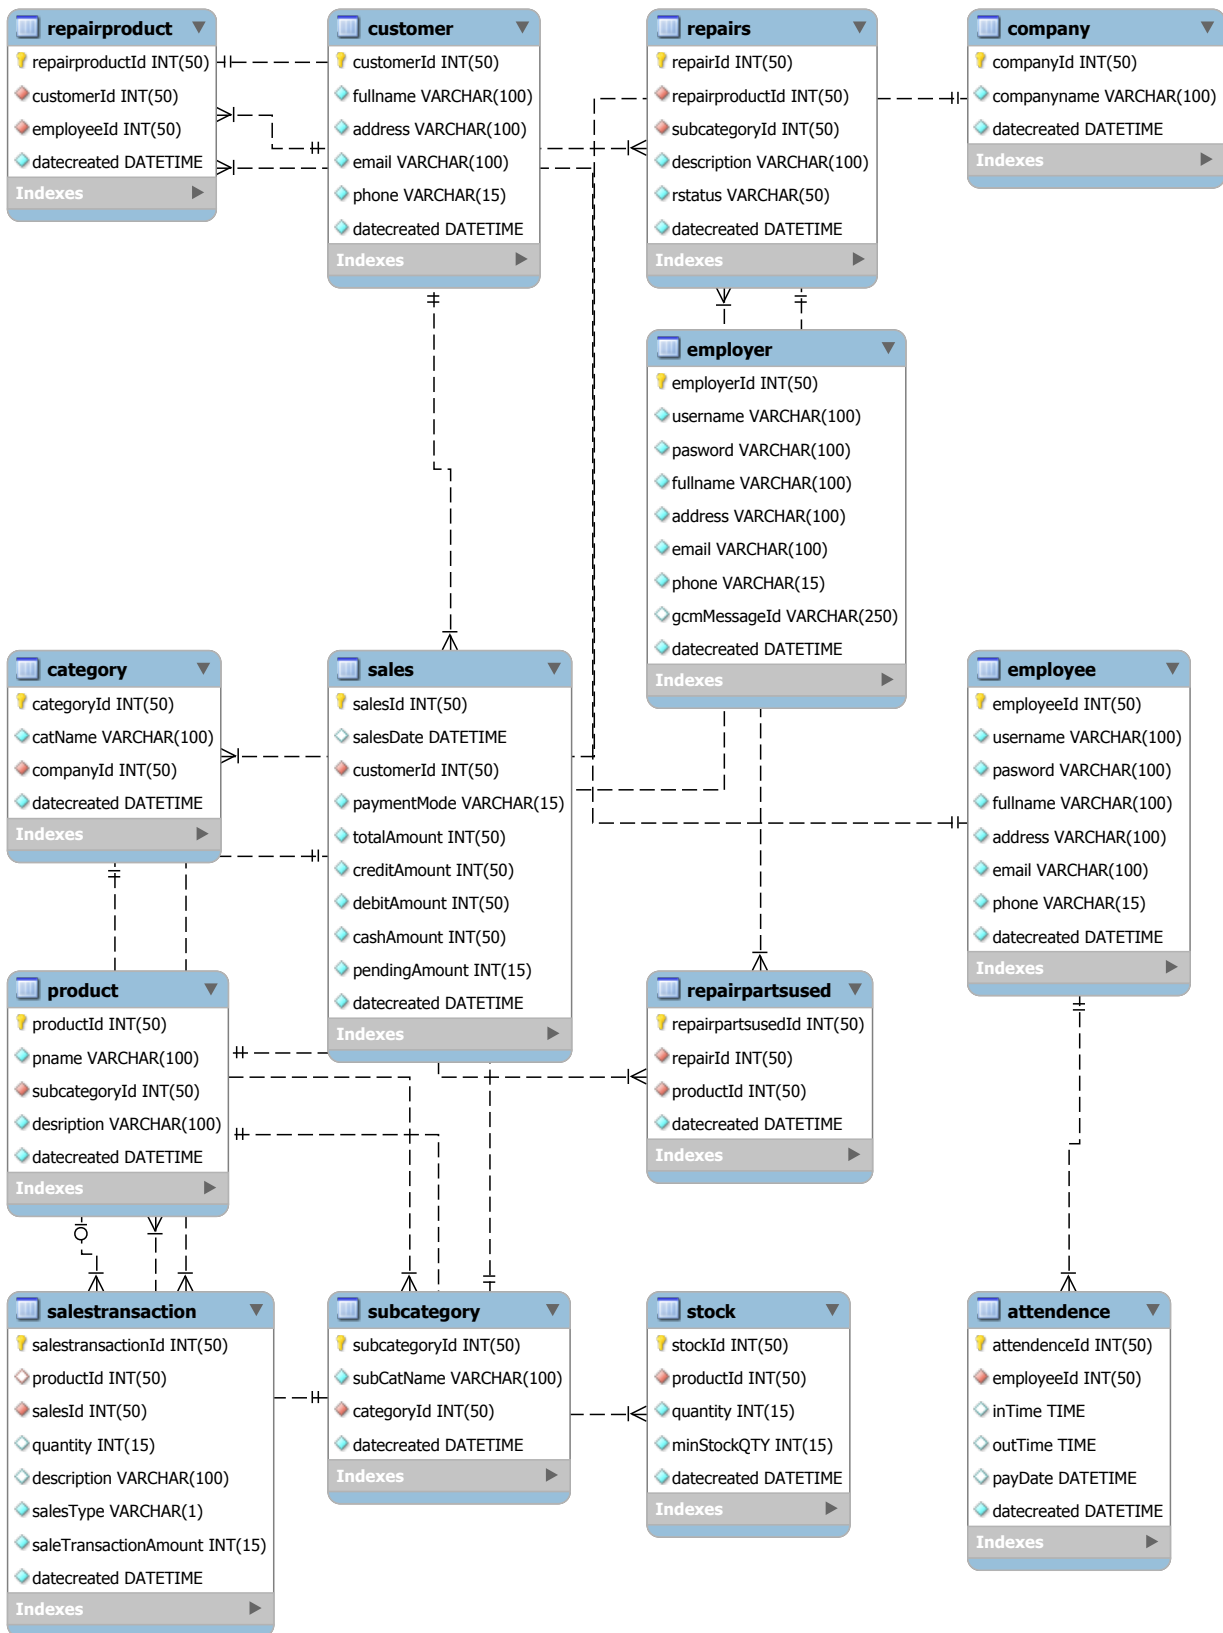 repairproduct
repairproductId INT(50)
customerId INT(50)
employeeId INT(50)
datecreated DATETIME
Indexes
customer
customerId INT(50)
fullname VARCHAR(100)
address VARCHAR(100)
email VARCHAR(100)
phone VARCHAR(15)
datecreated DATETIME
Indexes
repairs
repairId INT(50)
repairproductId INT(50)
subcategoryId INT(50)
description VARCHAR(100)
rstatus VARCHAR(50)
datecreated DATETIME
Indexes
company
companyId INT(50)
companyname VARCHAR(100)
datecreated DATETIME
Indexes
employer
employerId INT(50)
username VARCHAR(100)
pasword VARCHAR(100)
fullname VARCHAR(100)
address VARCHAR(100)
email VARCHAR(100)
phone VARCHAR(15)
gcmMessageId VARCHAR(250)
datecreated DATETIME
Indexes
category
categoryId INT(50)
catName VARCHAR(100)
companyId INT(50)
datecreated DATETIME
Indexes
sales
salesId INT(50)
salesDate DATETIME
customerId INT(50)
paymentMode VARCHAR(15)
totalAmount INT(50)
creditAmount INT(50)
debitAmount INT(50)
cashAmount INT(50)
pendingAmount INT(15)
datecreated DATETIME
Indexes
employee
employeeId INT(50)
username VARCHAR(100)
pasword VARCHAR(100)
fullname VARCHAR(100)
address VARCHAR(100)
email VARCHAR(100)
phone VARCHAR(15)
datecreated DATETIME
Indexes
product
productId INT(50)
pname VARCHAR(100)
subcategoryId INT(50)
desription VARCHAR(100)
datecreated DATETIME
Indexes
repairpartsused
repairpartsusedId INT(50)
repairId INT(50)
productId INT(50)
datecreated DATETIME
Indexes
salestransaction
salestransactionId INT(50)
productId INT(50)
salesId INT(50)
quantity INT(15)
description VARCHAR(100)
salesType VARCHAR(1)
saleTransactionAmount INT(15)
datecreated DATETIME
Indexes
subcategory
subcategoryId INT(50)
subCatName VARCHAR(100)
categoryId INT(50)
datecreated DATETIME
Indexes
stock
stockId INT(50)
productId INT(50)
quantity INT(15)
minStockQTY INT(15)
datecreated DATETIME
Indexes
attendence
attendenceId INT(50)
employeeId INT(50)
inTime TIME
outTime TIME
payDate DATETIME
datecreated DATETIME
Indexes